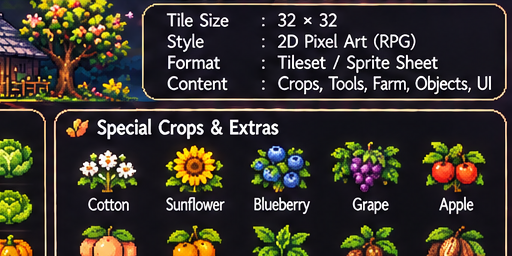 Tile Size : 32 × 32
Style : 2D Pixel Art (RPG)
Format : Tileset / Sprite Sheet
Content : Crops, Tools, Farm, Objects, UI
Special Crops & Extras
Cotton Sunflower Blueberry Grape Apple